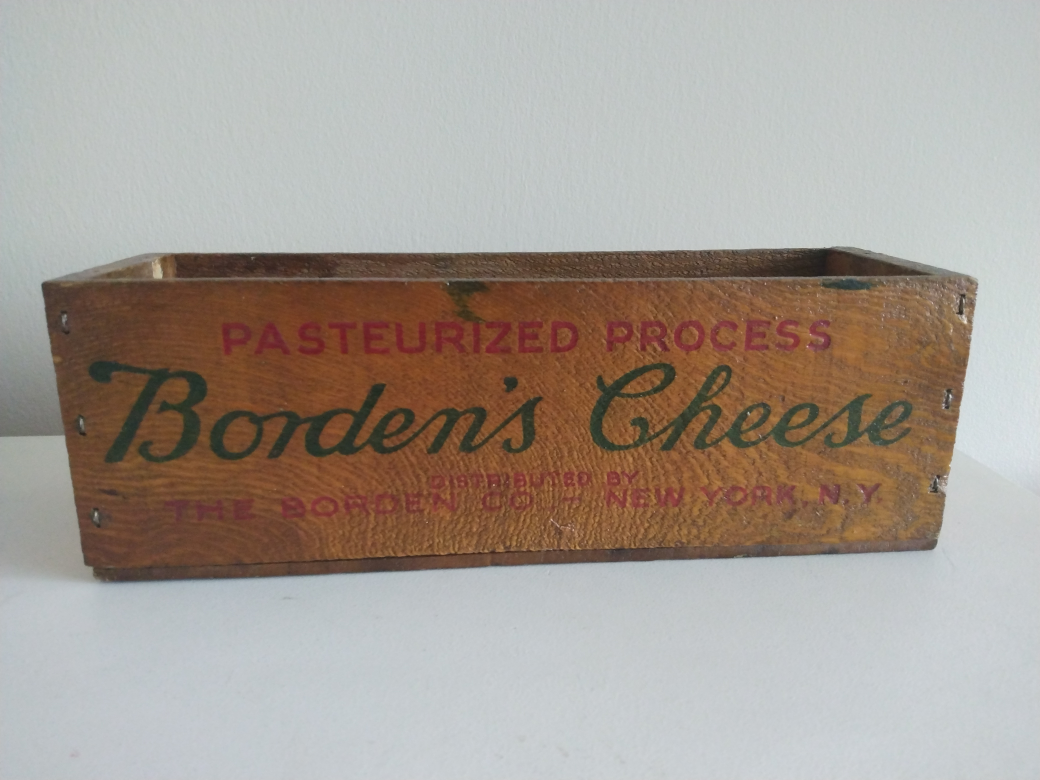 PASTEURIZED PROCESS
Borden's Cheese
DISTRIBUTED BY
THE BORDEN CO - NEW YORK, N.Y.